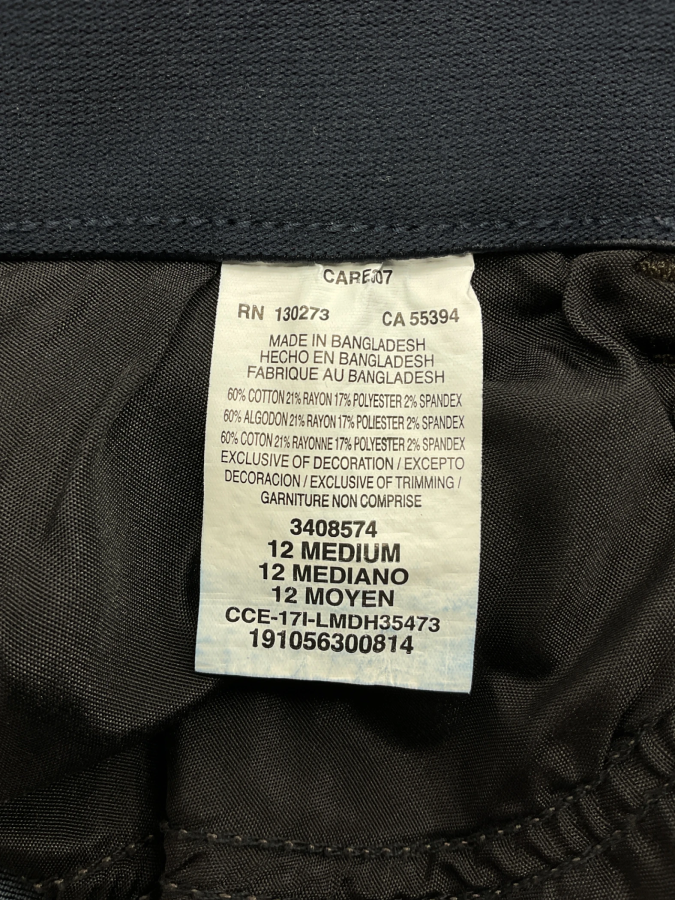 CARE307
RN 130273 CA 55394
MADE IN BANGLADESH
HECHO EN BANGLADESH
FABRIQUE AU BANGLADESH
60% COTTON 21% RAYON 17% POLYESTER 2% SPANDEX
60% ALGODON 21% RAYON 17% POLIESTER 2% SPANDEX
60% COTON 21% RAYONNE 17% POLYESTER 2% SPANDEX
EXCLUSIVE OF DECORATION / EXCEPTO
DECORACION / EXCLUSIVE OF TRIMMING /
GARNITURE NON COMPRISE
3408574
12 MEDIUM
12 MEDIANO
12 MOYEN
CCE-17I-LMDH35473
191056300814